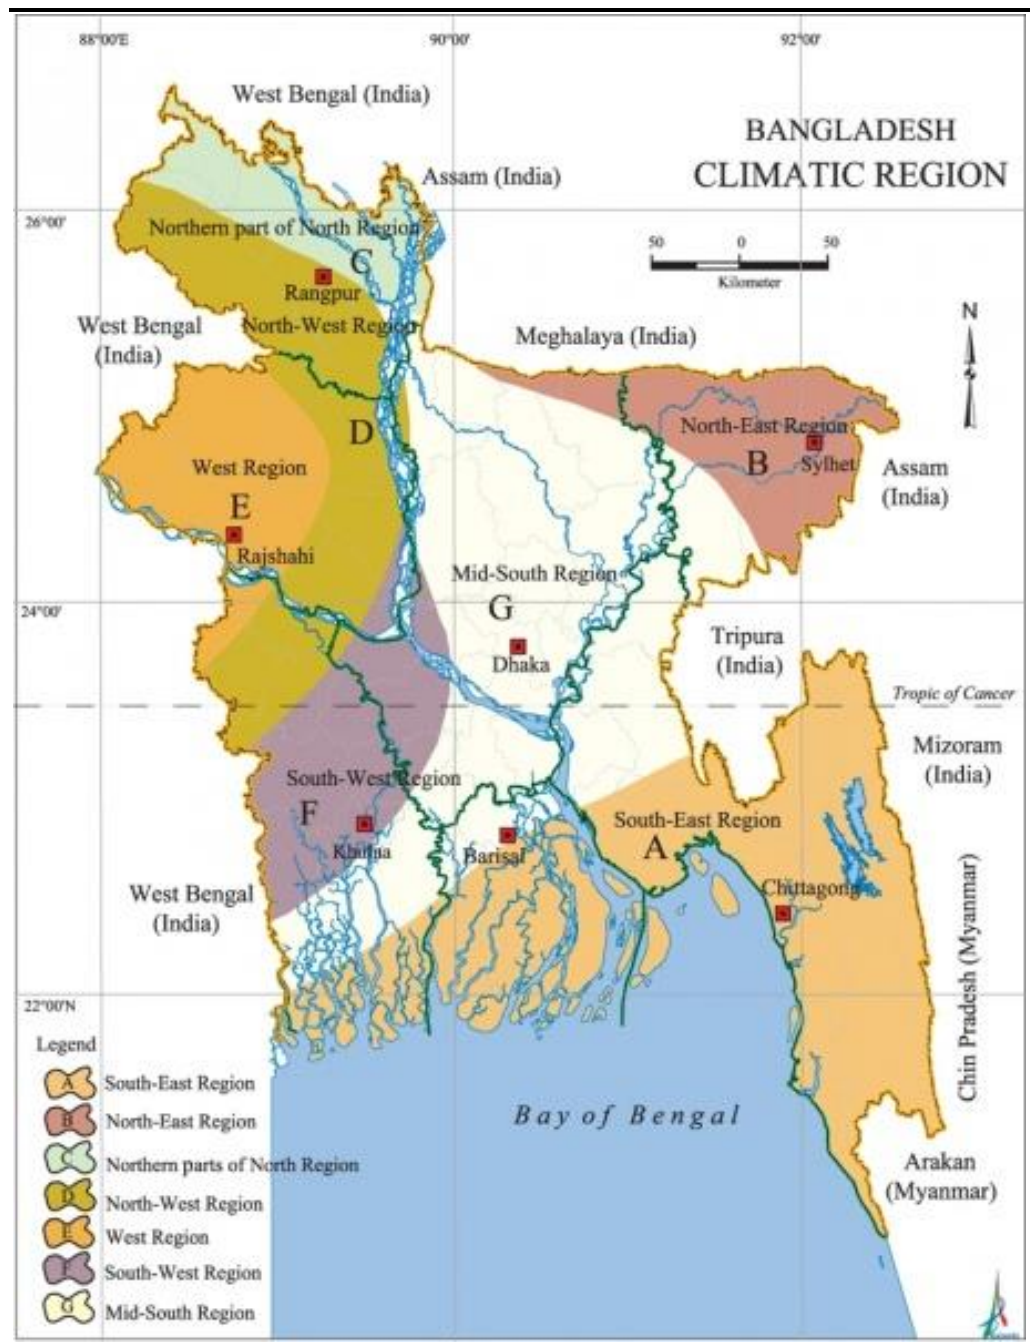 88°00'E
90°00'
92°00'
West Bengal (India)
BANGLADESH
CLIMATIC REGION
Assam (India)
26°00'
Northern part of North Region
50
0
50
Kilometer
C
Rangpur
N
West Bengal
(India)
North-West Region
Meghalaya (India)
D
North-East Region
B
Sylhet
Assam
(India)
West Region
E
Rajshahi
Mid-South Region
G
24°00'
Dhaka
Tripura
(India)
Tropic of Cancer
Mizoram
(India)
South-West Region
F
Khulna
Barisal
South-East Region
A
Chittagong
West Bengal
(India)
Chin Pradesh (Myanmar)
22°00'N
Legend
A South-East Region
B North-East Region
C Northern parts of North Region
D North-West Region
E West Region
F South-West Region
G Mid-South Region
Bay of Bengal
Arakan
(Myanmar)